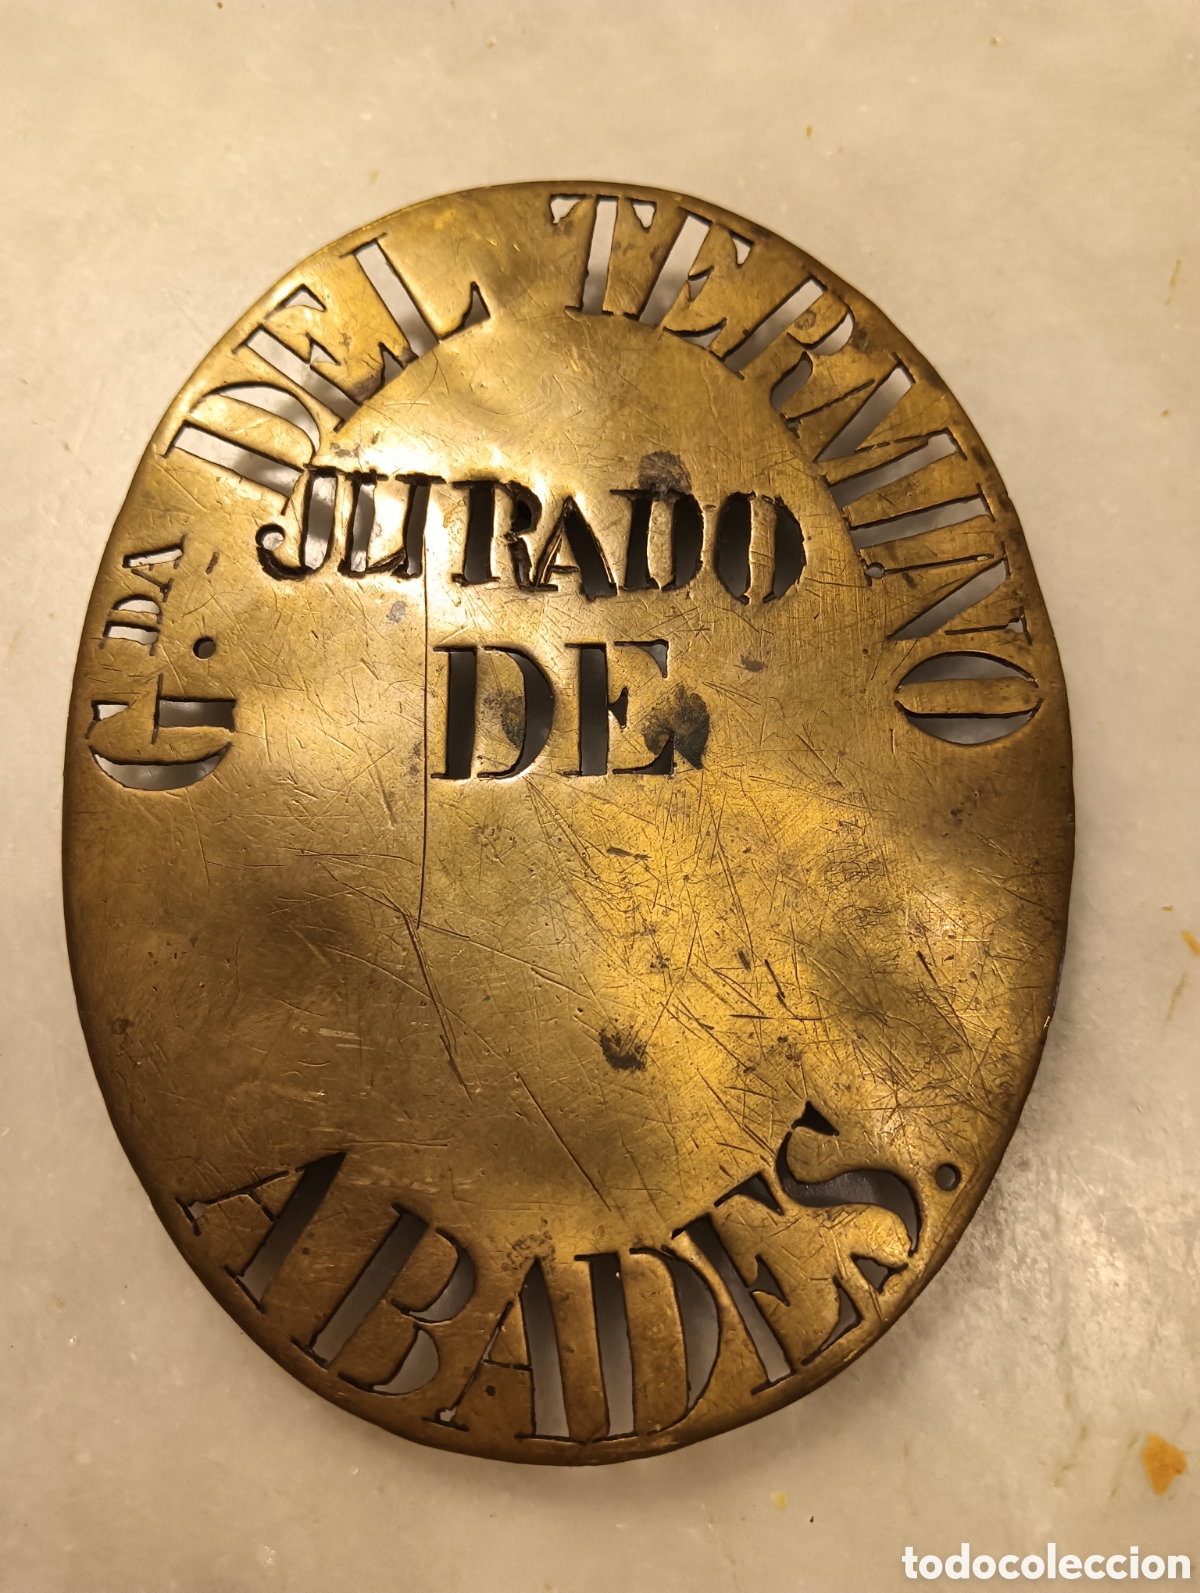 G.DA DEL TERMINO
JURADO
DE
ABADES.
todocoleccion